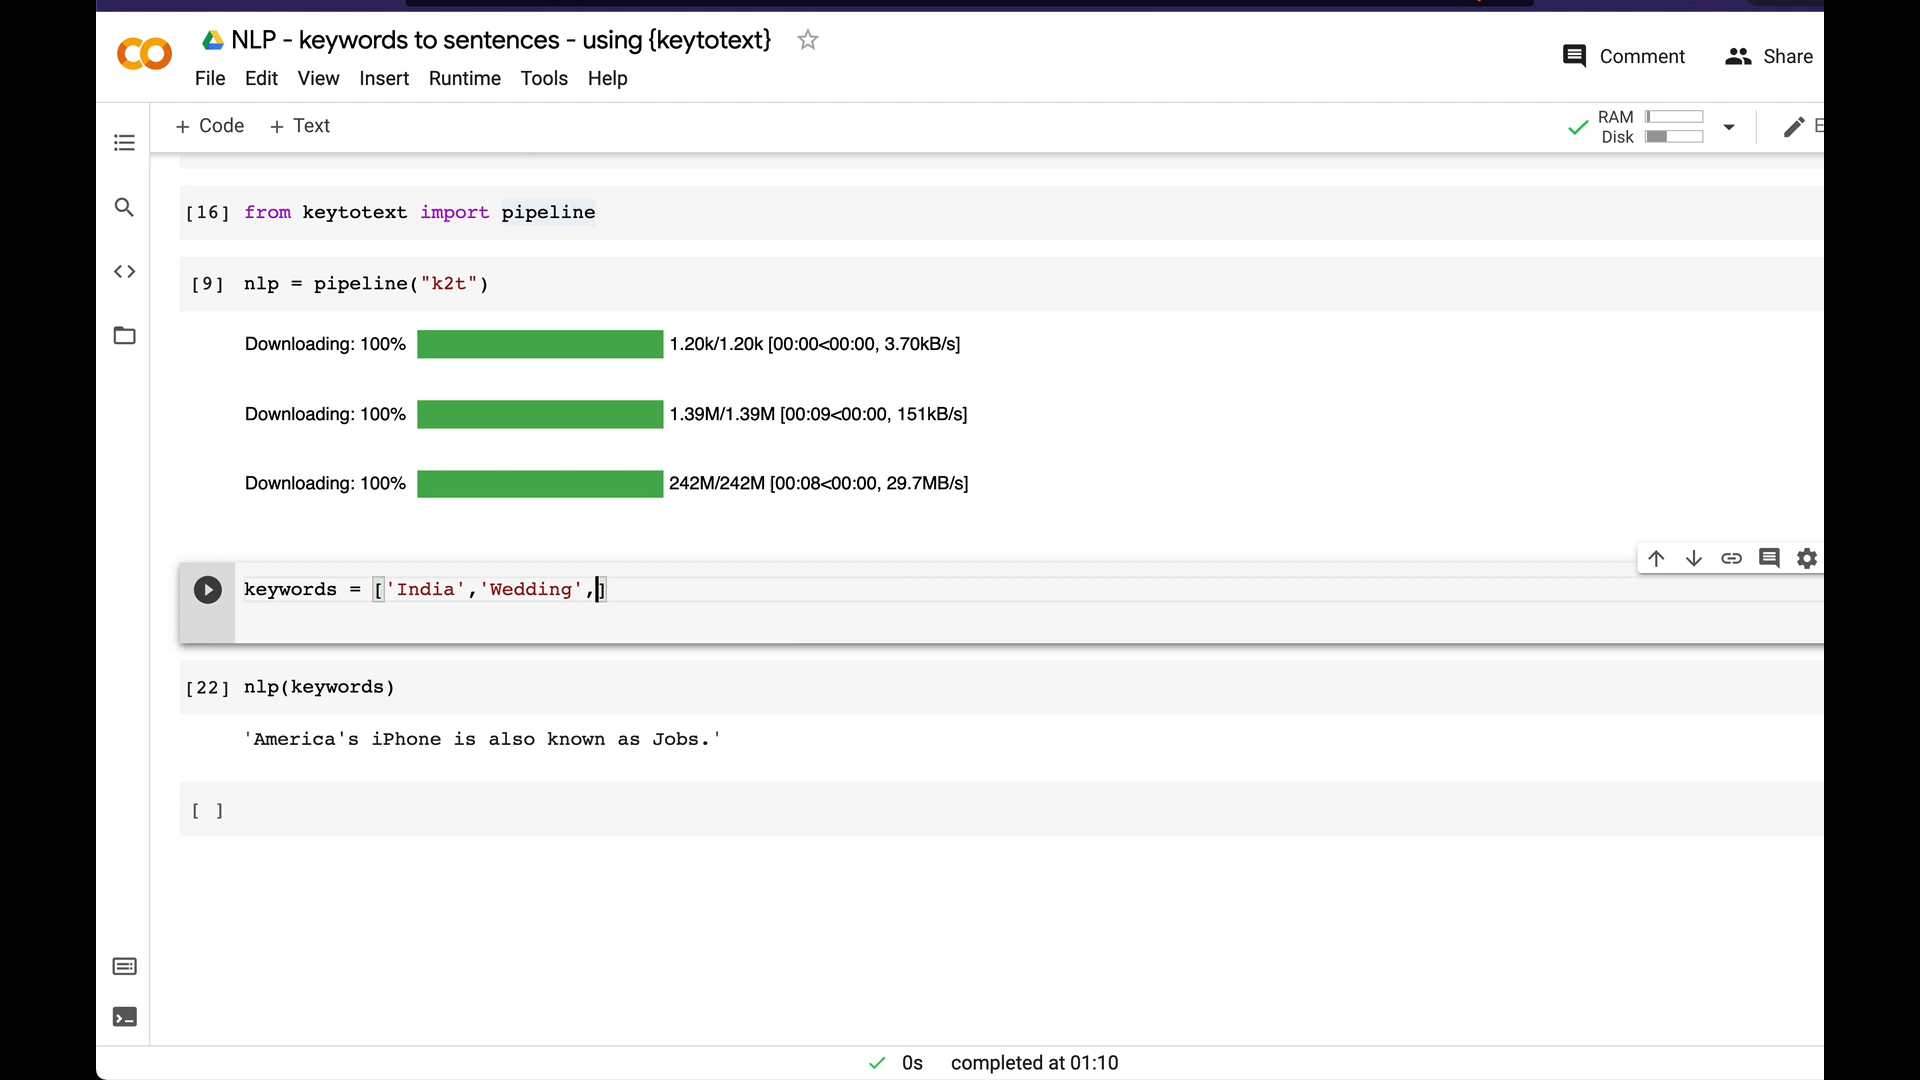 NLP - keywords to sentences - using {keytotext}
File Edit View Insert Runtime Tools Help
Comment Share
+ Code + Text
RAM
Disk
E
[16] from keytotext import pipeline
[9] nlp = pipeline("k2t")
Downloading: 100% 1.20k/1.20k [00:00<00:00, 3.70kB/s]
Downloading: 100% 1.39M/1.39M [00:09<00:00, 151kB/s]
Downloading: 100% 242M/242M [00:08<00:00, 29.7MB/s]
keywords = ['India','Wedding',]
[22] nlp(keywords)
'America's iPhone is also known as Jobs.'
[ ]
0s completed at 01:10